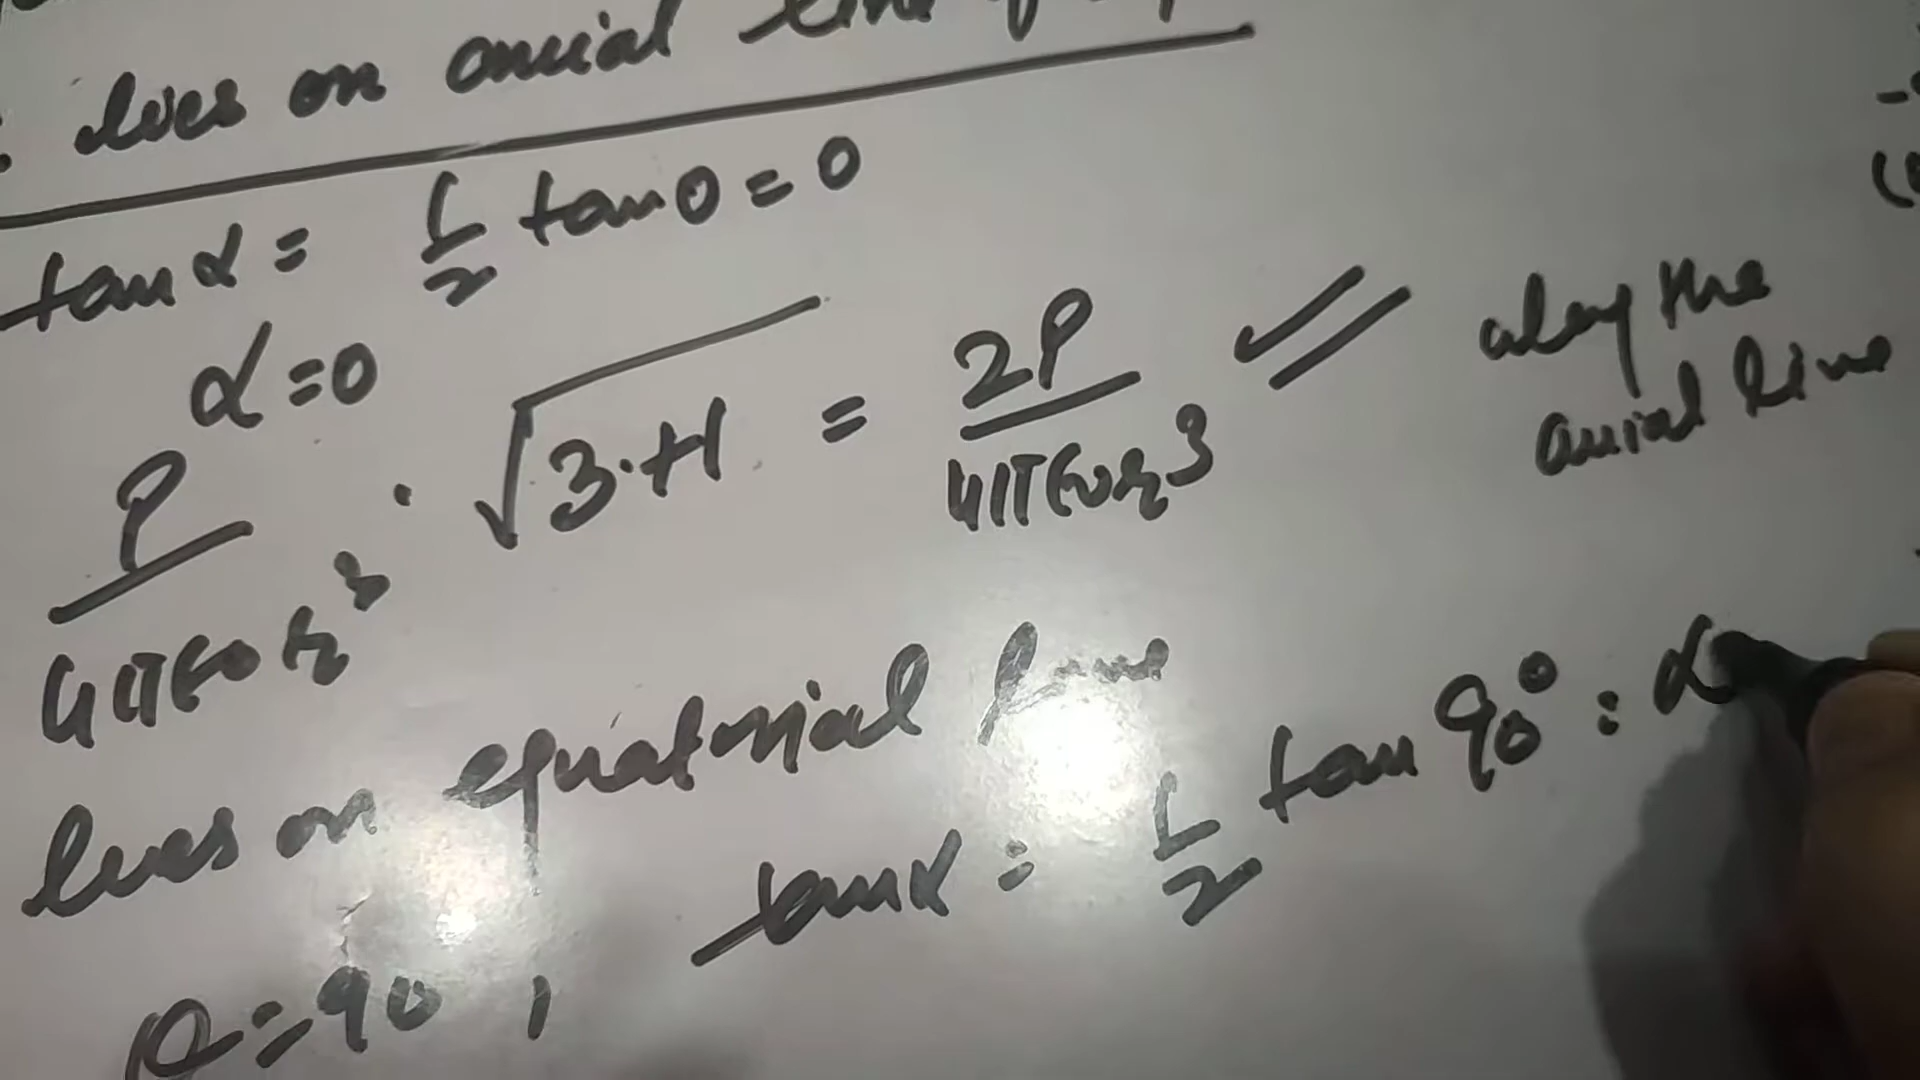 lies on axial line of
tan α = 1/2 tan 0 = 0
α = 0
P/4πε0r³ · √3·+1 = 2P/4πε0r³ along the axial line
lies on equatorial line
θ = 90, tan α = 1/2 tan 90° = α